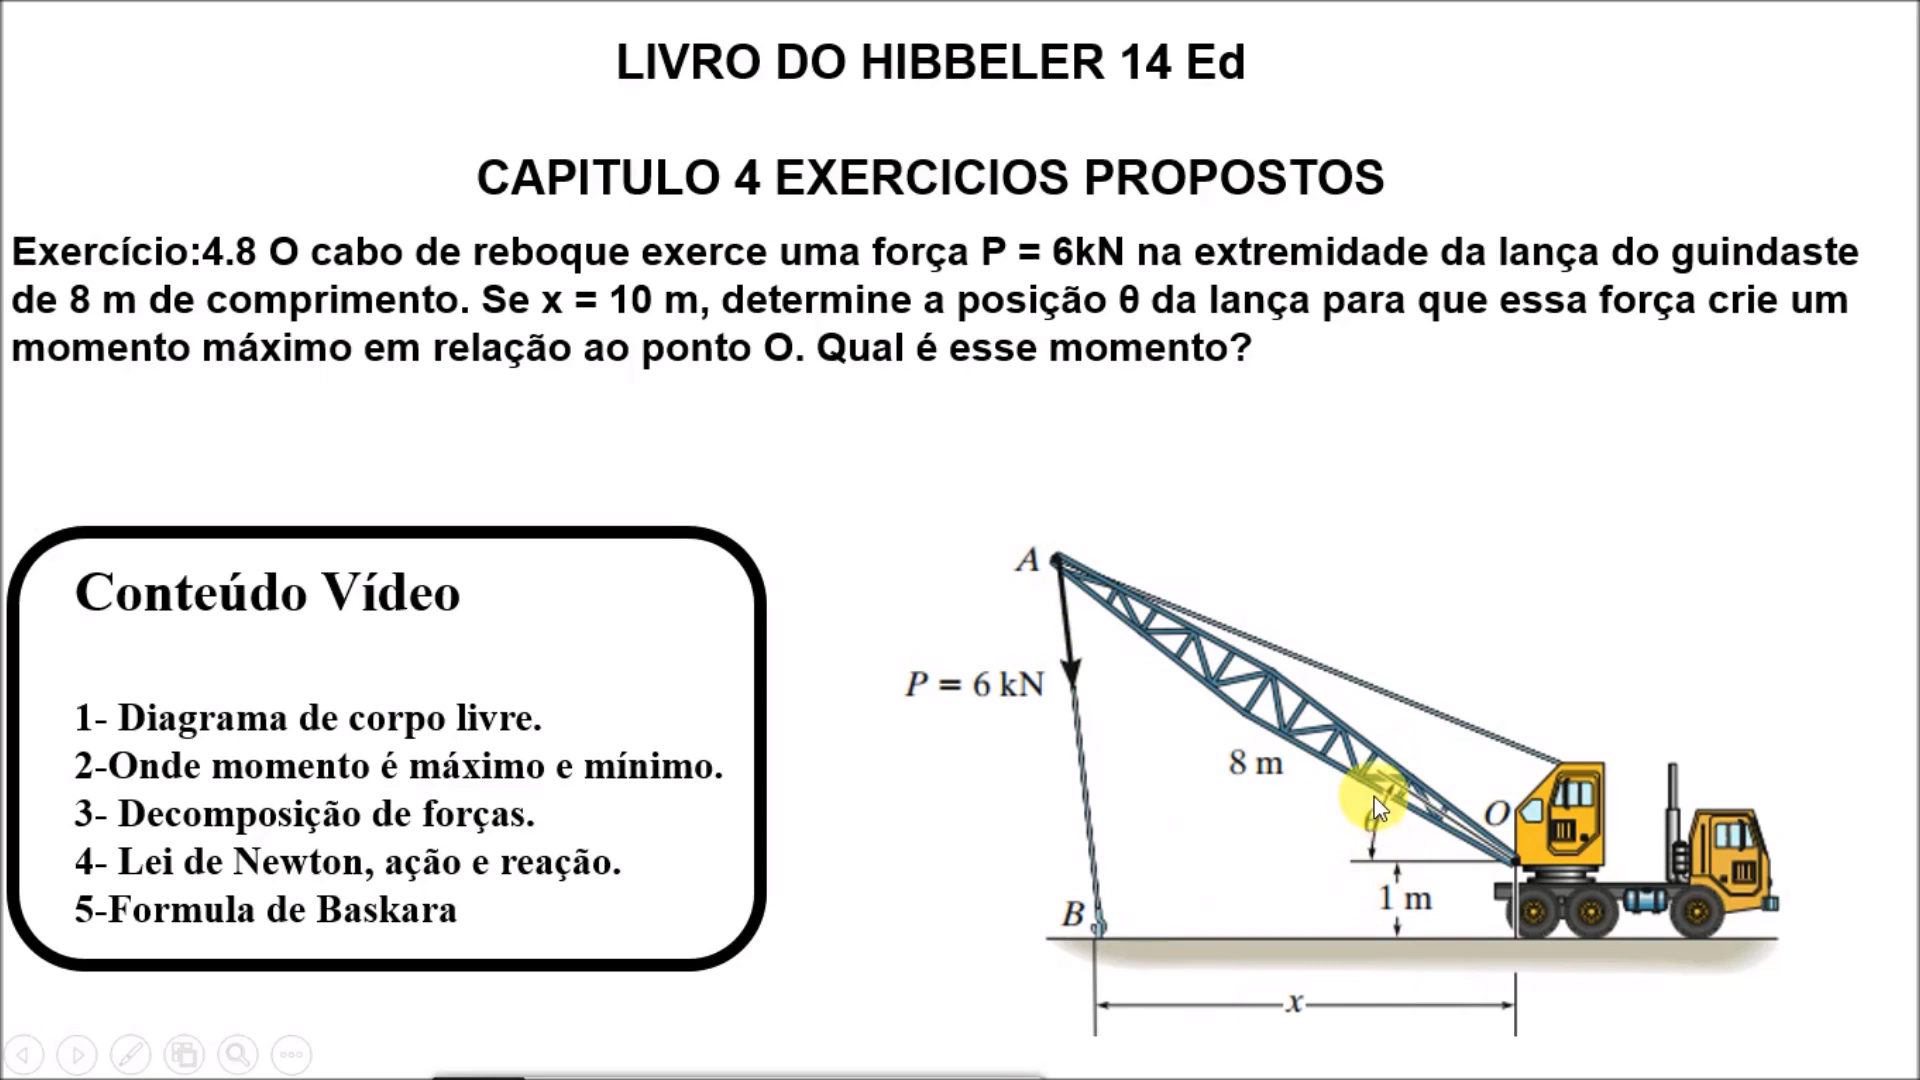 LIVRO DO HIBBELER 14 Ed
CAPITULO 4 EXERCICIOS PROPOSTOS
Exercício:4.8 O cabo de reboque exerce uma força P = 6kN na extremidade da lança do guindaste
de 8 m de comprimento. Se x = 10 m, determine a posição θ da lança para que essa força crie um
momento máximo em relação ao ponto O. Qual é esse momento?
Conteúdo Vídeo
1- Diagrama de corpo livre.
2-Onde momento é máximo e mínimo.
3- Decomposição de forças.
4- Lei de Newton, ação e reação.
5-Formula de Baskara
A
P = 6 kN
8 m
O
θ
1 m
B
x